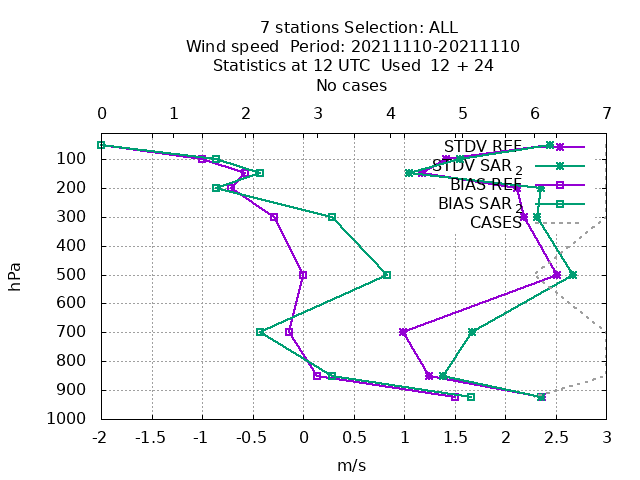 7 stations Selection: ALL
Wind speed  Period: 20211110-20211110
Statistics at 12 UTC  Used  12 + 24
No cases
0 1 2 3 4 5 6 7
STDV REF
STDV SAR 2
BIAS REF
BIAS SAR 2
CASES
hPa
100
200
300
400
500
600
700
800
900
1000
-2 -1.5 -1 -0.5 0 0.5 1 1.5 2 2.5 3
m/s